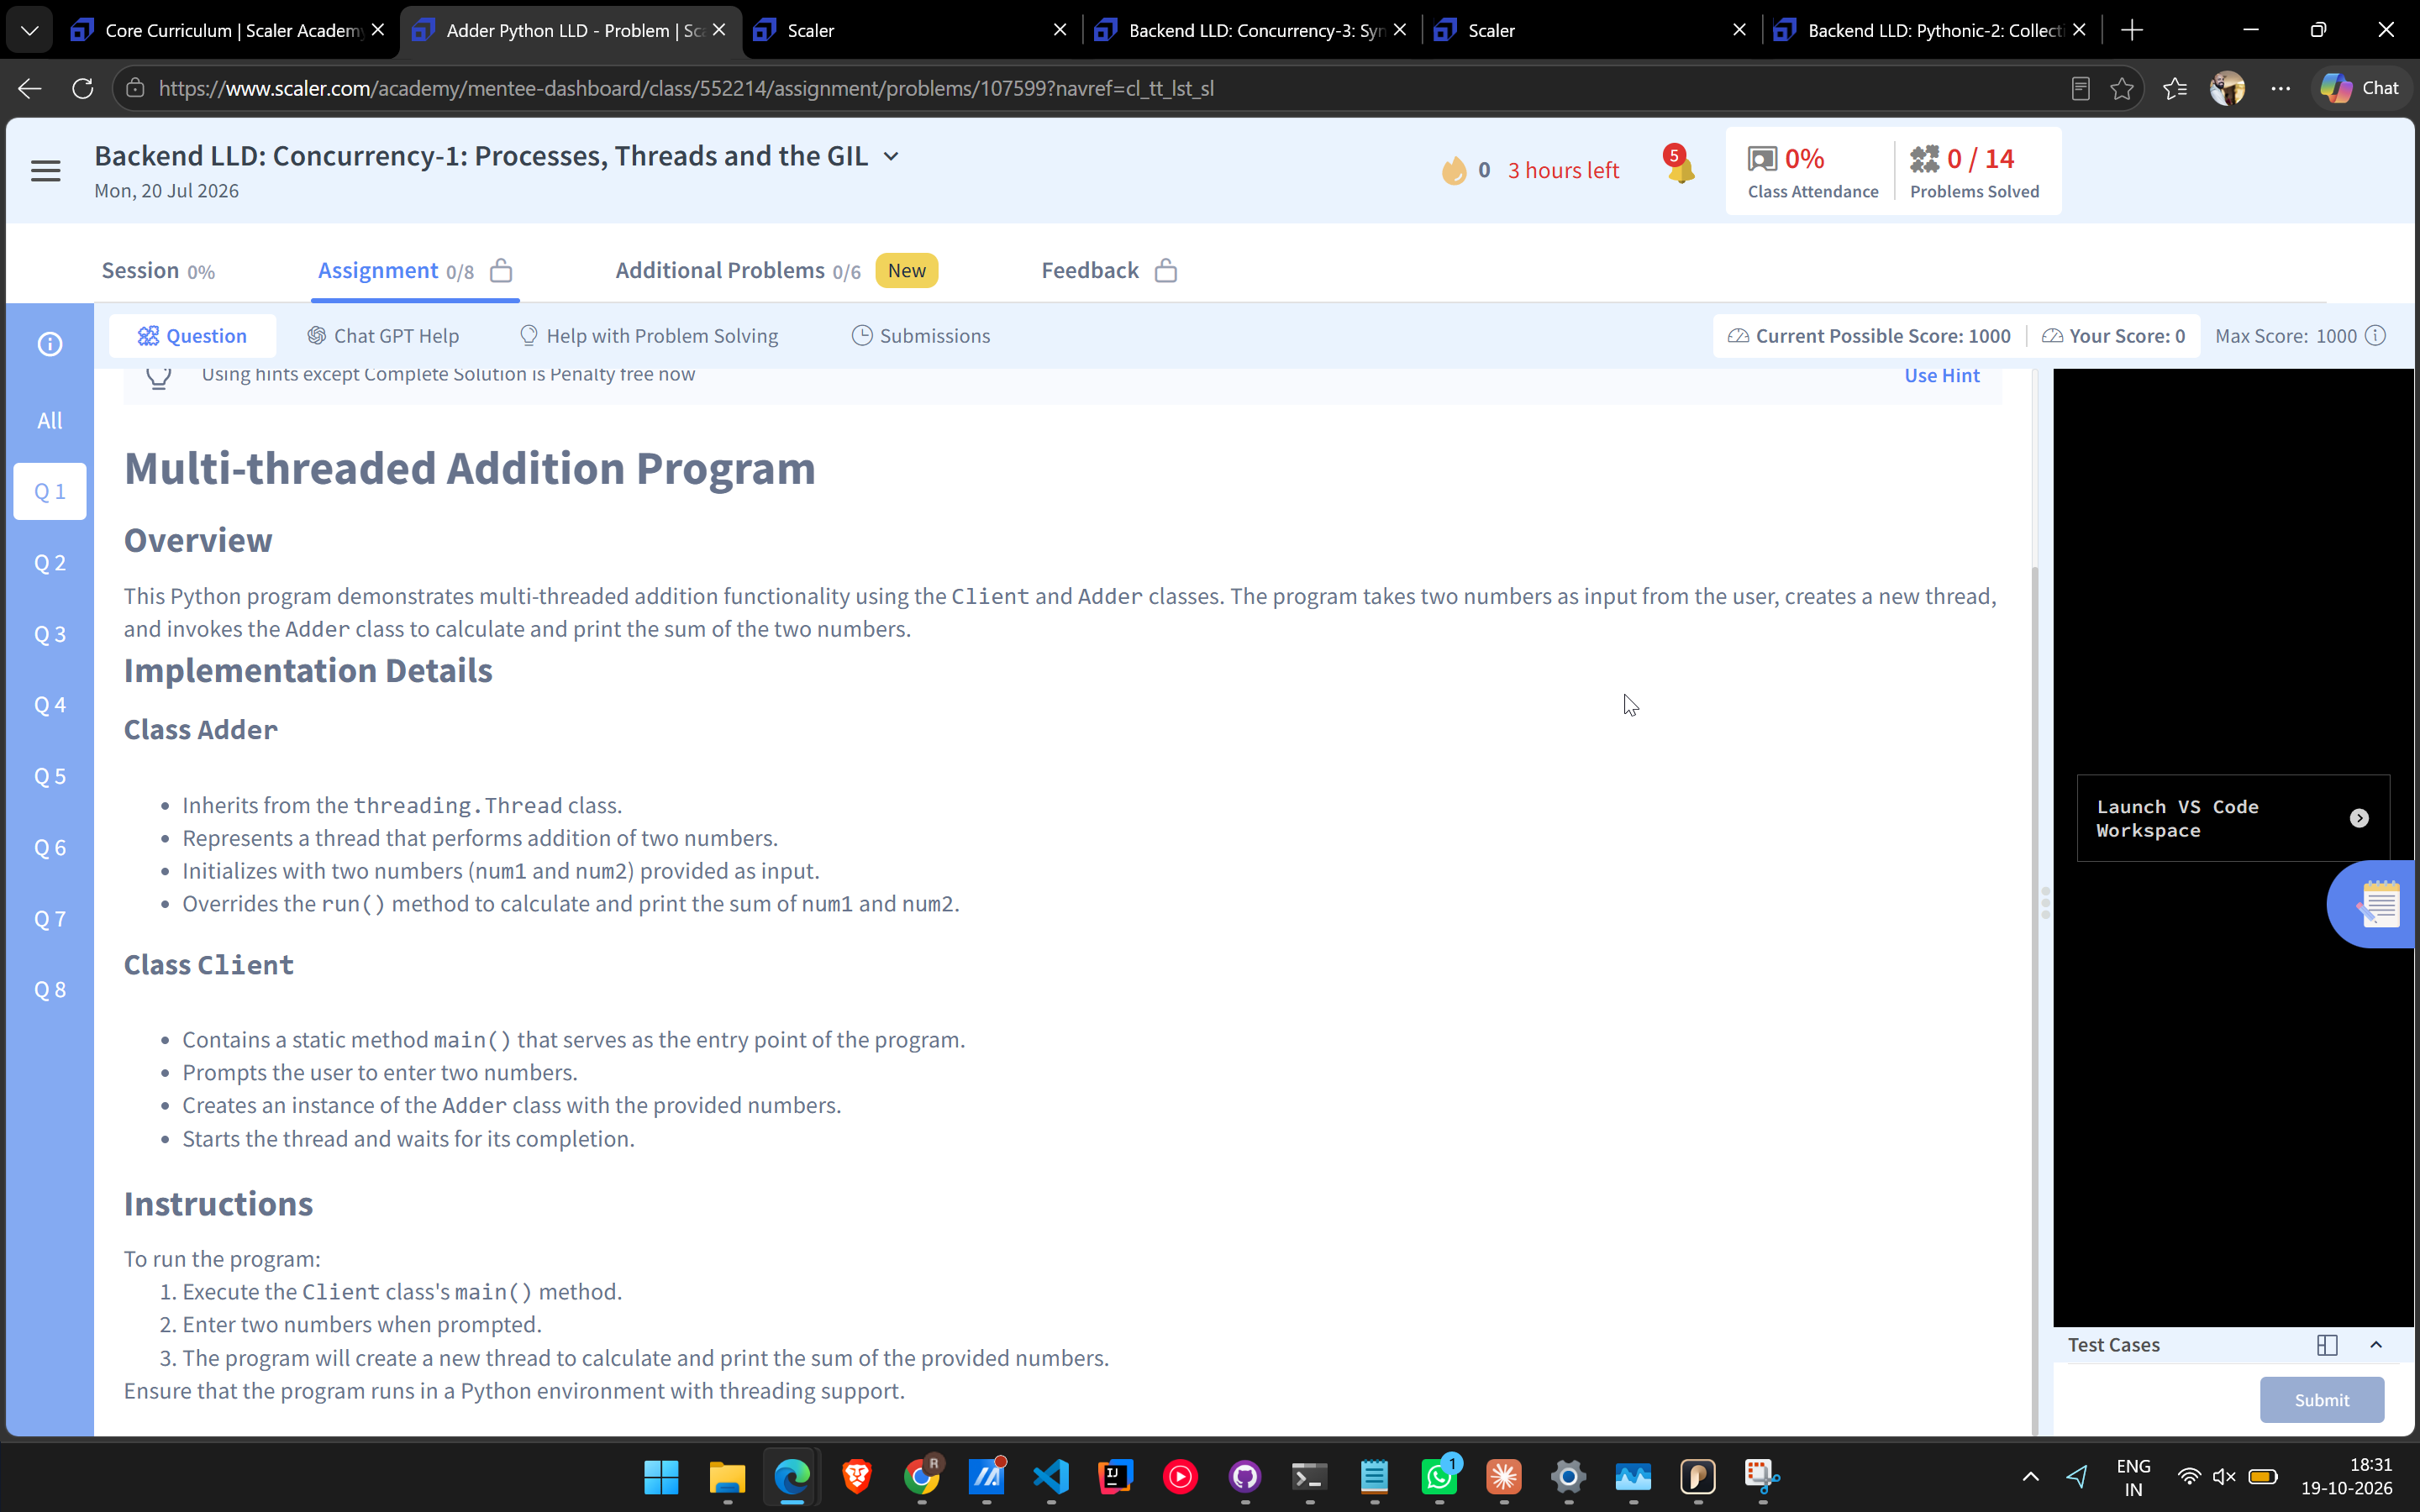 Core Curriculum | Scaler Academ
Adder Python LLD - Problem | Sc
Scaler
Backend LLD: Concurrency-3: Syn
Scaler
Backend LLD: Pythonic-2: Collecti
https://www.scaler.com/academy/mentee-dashboard/class/552214/assignment/problems/107599?navref=cl_tt_lst_sl
Chat
Backend LLD: Concurrency-1: Processes, Threads and the GIL
Mon, 20 Jul 2026
0 3 hours left
5
0%
Class Attendance
0 / 14
Problems Solved
Session 0%
Assignment 0/8
Additional Problems 0/6 New
Feedback
Question
Chat GPT Help
Help with Problem Solving
Submissions
Current Possible Score: 1000
Your Score: 0
Max Score: 1000
All
Q 1
Q 2
Q 3
Q 4
Q 5
Q 6
Q 7
Q 8
Using hints except Complete Solution is Penalty free now
Use Hint
Multi-threaded Addition Program
Overview
This Python program demonstrates multi-threaded addition functionality using the Client and Adder classes. The program takes two numbers as input from the user, creates a new thread,
and invokes the Adder class to calculate and print the sum of the two numbers.
Implementation Details
Class Adder
• Inherits from the threading.Thread class.
• Represents a thread that performs addition of two numbers.
• Initializes with two numbers (num1 and num2) provided as input.
• Overrides the run() method to calculate and print the sum of num1 and num2.
Class Client
• Contains a static method main() that serves as the entry point of the program.
• Prompts the user to enter two numbers.
• Creates an instance of the Adder class with the provided numbers.
• Starts the thread and waits for its completion.
Instructions
To run the program:
1. Execute the Client class's main() method.
2. Enter two numbers when prompted.
3. The program will create a new thread to calculate and print the sum of the provided numbers.
Ensure that the program runs in a Python environment with threading support.
Launch VS Code
Workspace
Test Cases
Submit
R
IJ
1
ENG
IN
18:31
19-10-2026